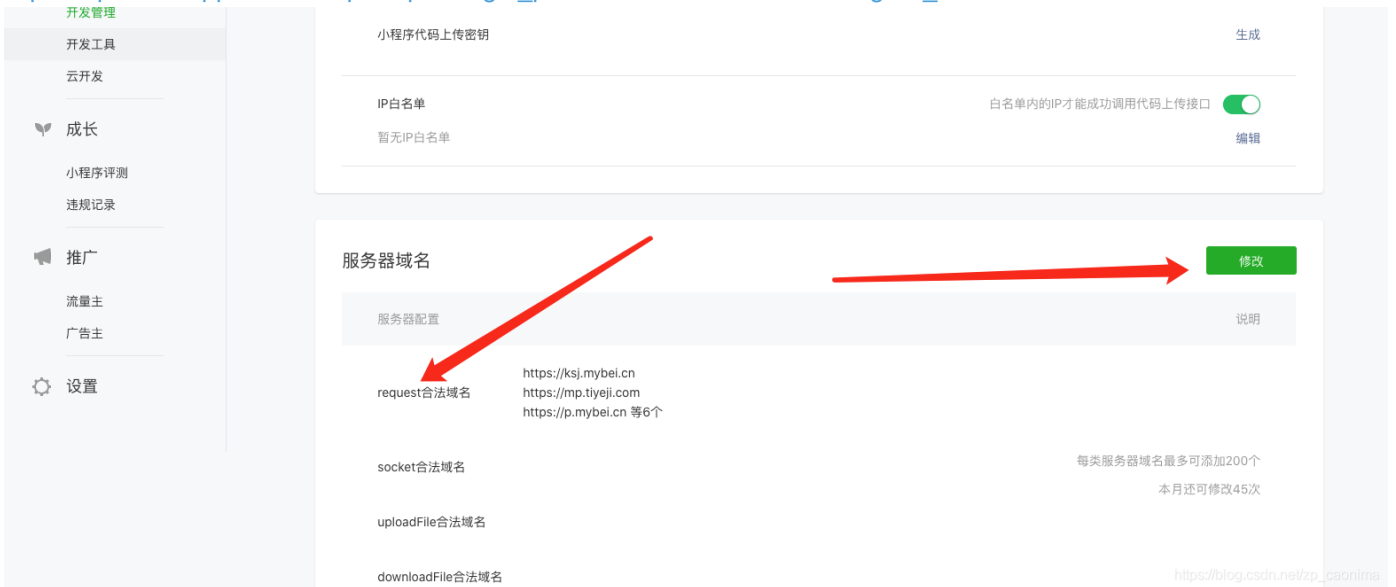 开发管理
开发工具
云开发
成长
小程序评测
违规记录
推广
流量主
广告主
设置
小程序代码上传密钥
生成
IP白名单
白名单内的IP才能成功调用代码上传接口
暂无IP白名单
编辑
服务器域名
修改
服务器配置
说明
request合法域名
https://ksj.mybei.cn
https://mp.tiyeji.com
https://p.mybei.cn 等6个
socket合法域名
每类服务器域名最多可添加200个
本月还可修改45次
uploadFile合法域名
downloadFile合法域名
https://blog.csdn.net/zp_caonima